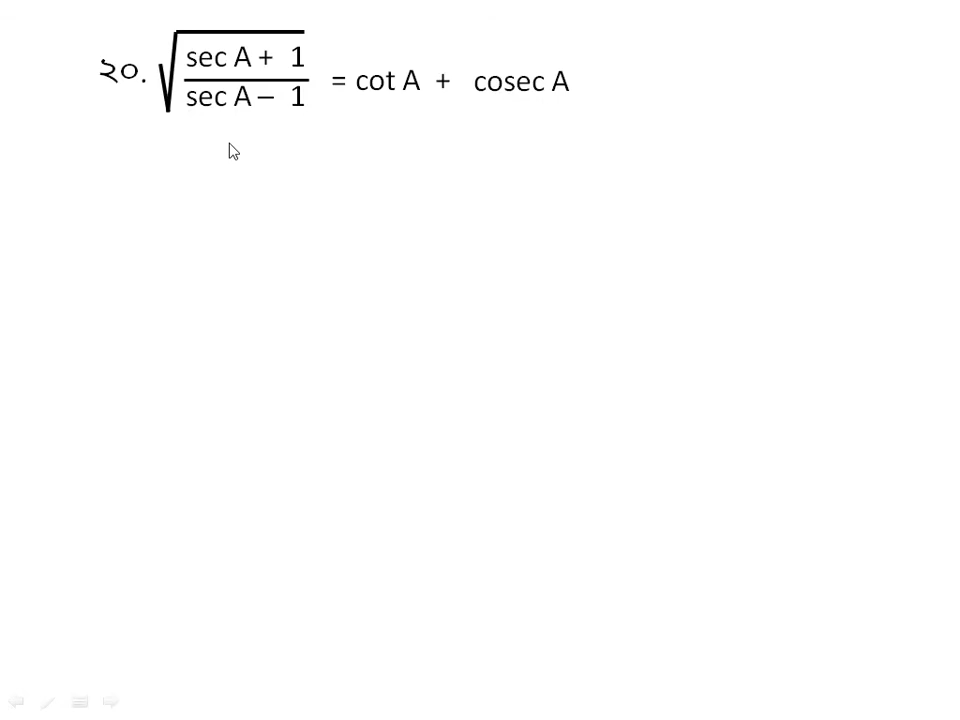 ২০. √((sec A + 1)/(sec A – 1)) = cot A + cosec A